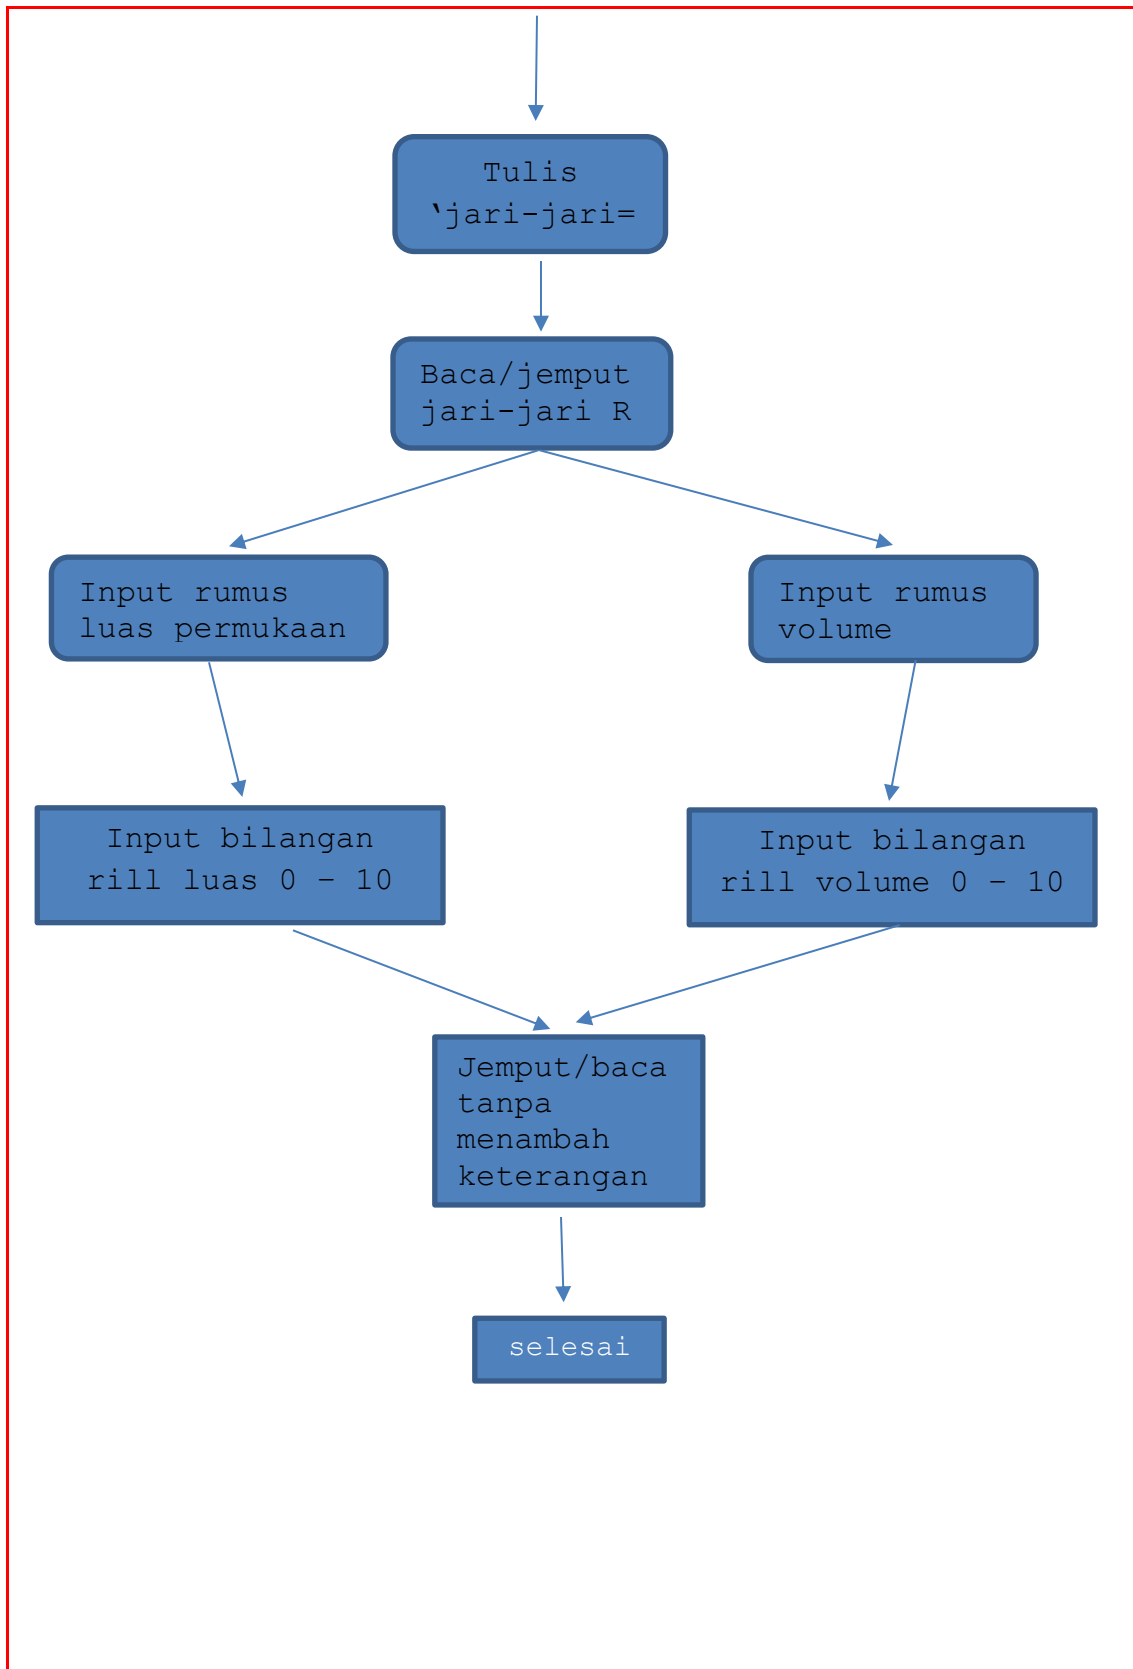 Tulis
‘jari-jari=
Baca/jemput
jari-jari R
Input rumus
luas permukaan
Input rumus
volume
Input bilangan
rill luas 0 – 10
Input bilangan
rill volume 0 – 10
Jemput/baca
tanpa
menambah
keterangan
selesai